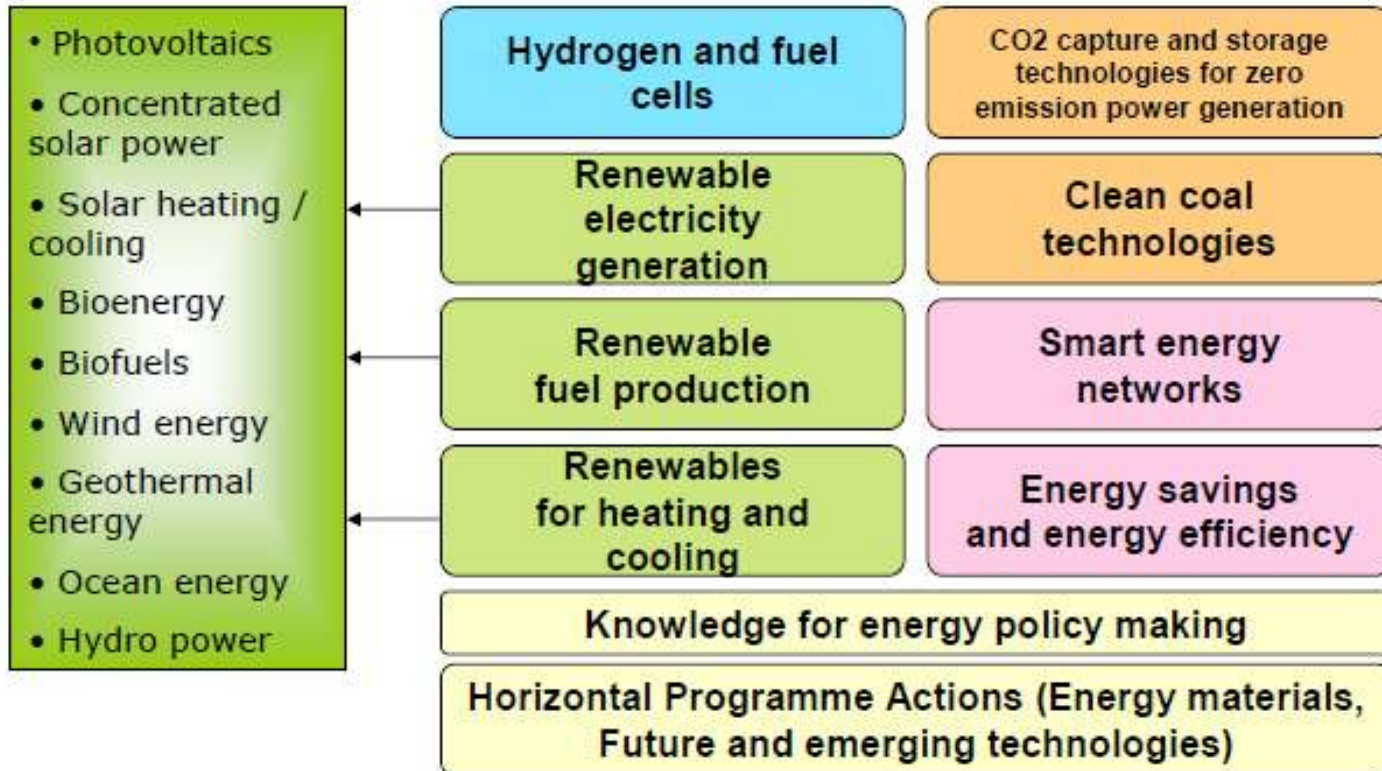 • Photovoltaics
• Concentrated
solar power
• Solar heating /
cooling
• Bioenergy
• Biofuels
• Wind energy
• Geothermal
energy
• Ocean energy
• Hydro power
Hydrogen and fuel
cells
CO2 capture and storage
technologies for zero
emission power generation
Renewable
electricity
generation
Clean coal
technologies
Renewable
fuel production
Smart energy
networks
Renewables
for heating and
cooling
Energy savings
and energy efficiency
Knowledge for energy policy making
Horizontal Programme Actions (Energy materials,
Future and emerging technologies)